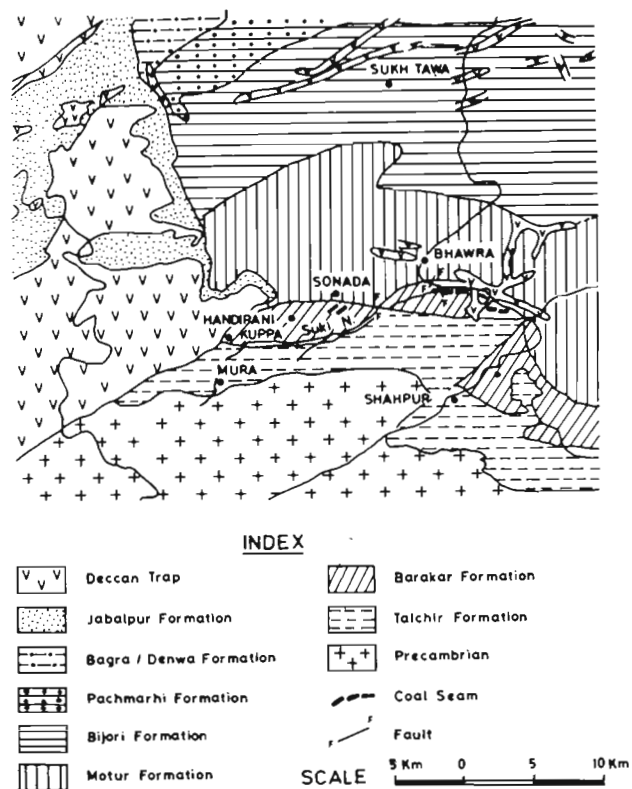 SUKH TAWA
BHAWRA
F
F
F
F
SONADA
HANDIRANI
KUPPA
Suki N.
MURA
SHAHPUR
INDEX
Deccan Trap
Jabalpur Formation
Bagra / Denwa Formation
Pachmarhi Formation
Bijori Formation
Motur Formation
Barakar Formation
Talchir Formation
Precambrian
Coal Seam
F F Fault
SCALE
5 Km 0 5 10 Km